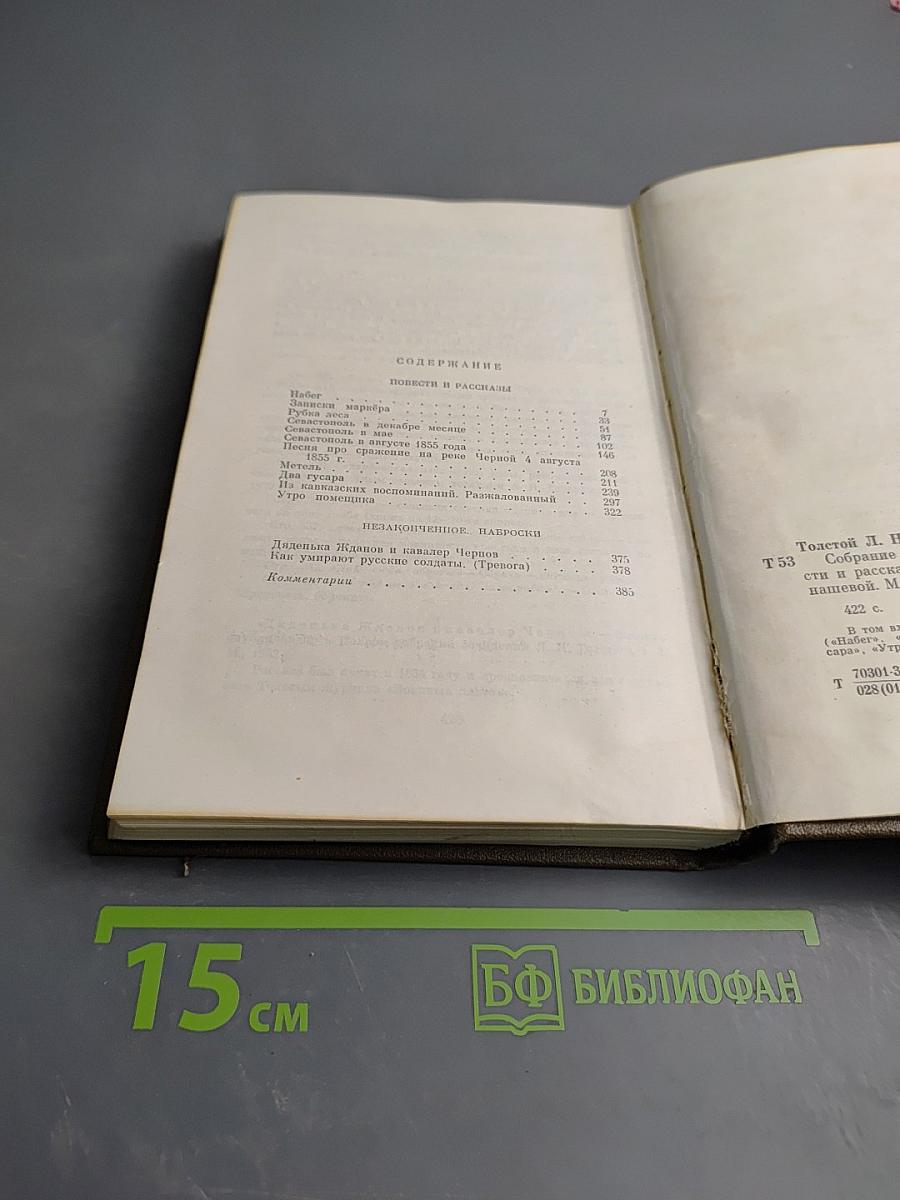 СОДЕРЖАНИЕ
ПОВЕСТИ И РАССКАЗЫ
Набег . . . . . . . . . . . . . . . . 7
Записки маркёра . . . . . . . . . . . . 33
Рубка леса . . . . . . . . . . . . . . 51
Севастополь в декабре месяце . . . . . . . . 87
Севастополь в мае . . . . . . . . . . . 102
Севастополь в августе 1855 года . . . . . . . 146
Песня про сражение на реке Черной 4 августа
1855 г. . . . . . . . . . . . . . . . 208
Метель . . . . . . . . . . . . . . . 211
Два гусара . . . . . . . . . . . . . . 239
Из кавказских воспоминаний. Разжалованный . . 297
Утро помещика . . . . . . . . . . . . 322
НЕЗАКОНЧЕННОЕ. НАБРОСКИ
Дяденька Жданов и кавалер Чернов . . . . . 375
Как умирают русские солдаты. (Тревога) . . . . 378
Комментарии . . . . . . . . . . . . . 385
Толстой Л. Н
Т 53 Собрание
сти и расска
нашевой. М
422 с.
В том вл
(«Набег», «
сара», «Утр
Т 70301-3
028(01
15 см
БФ БИБЛИОФАН